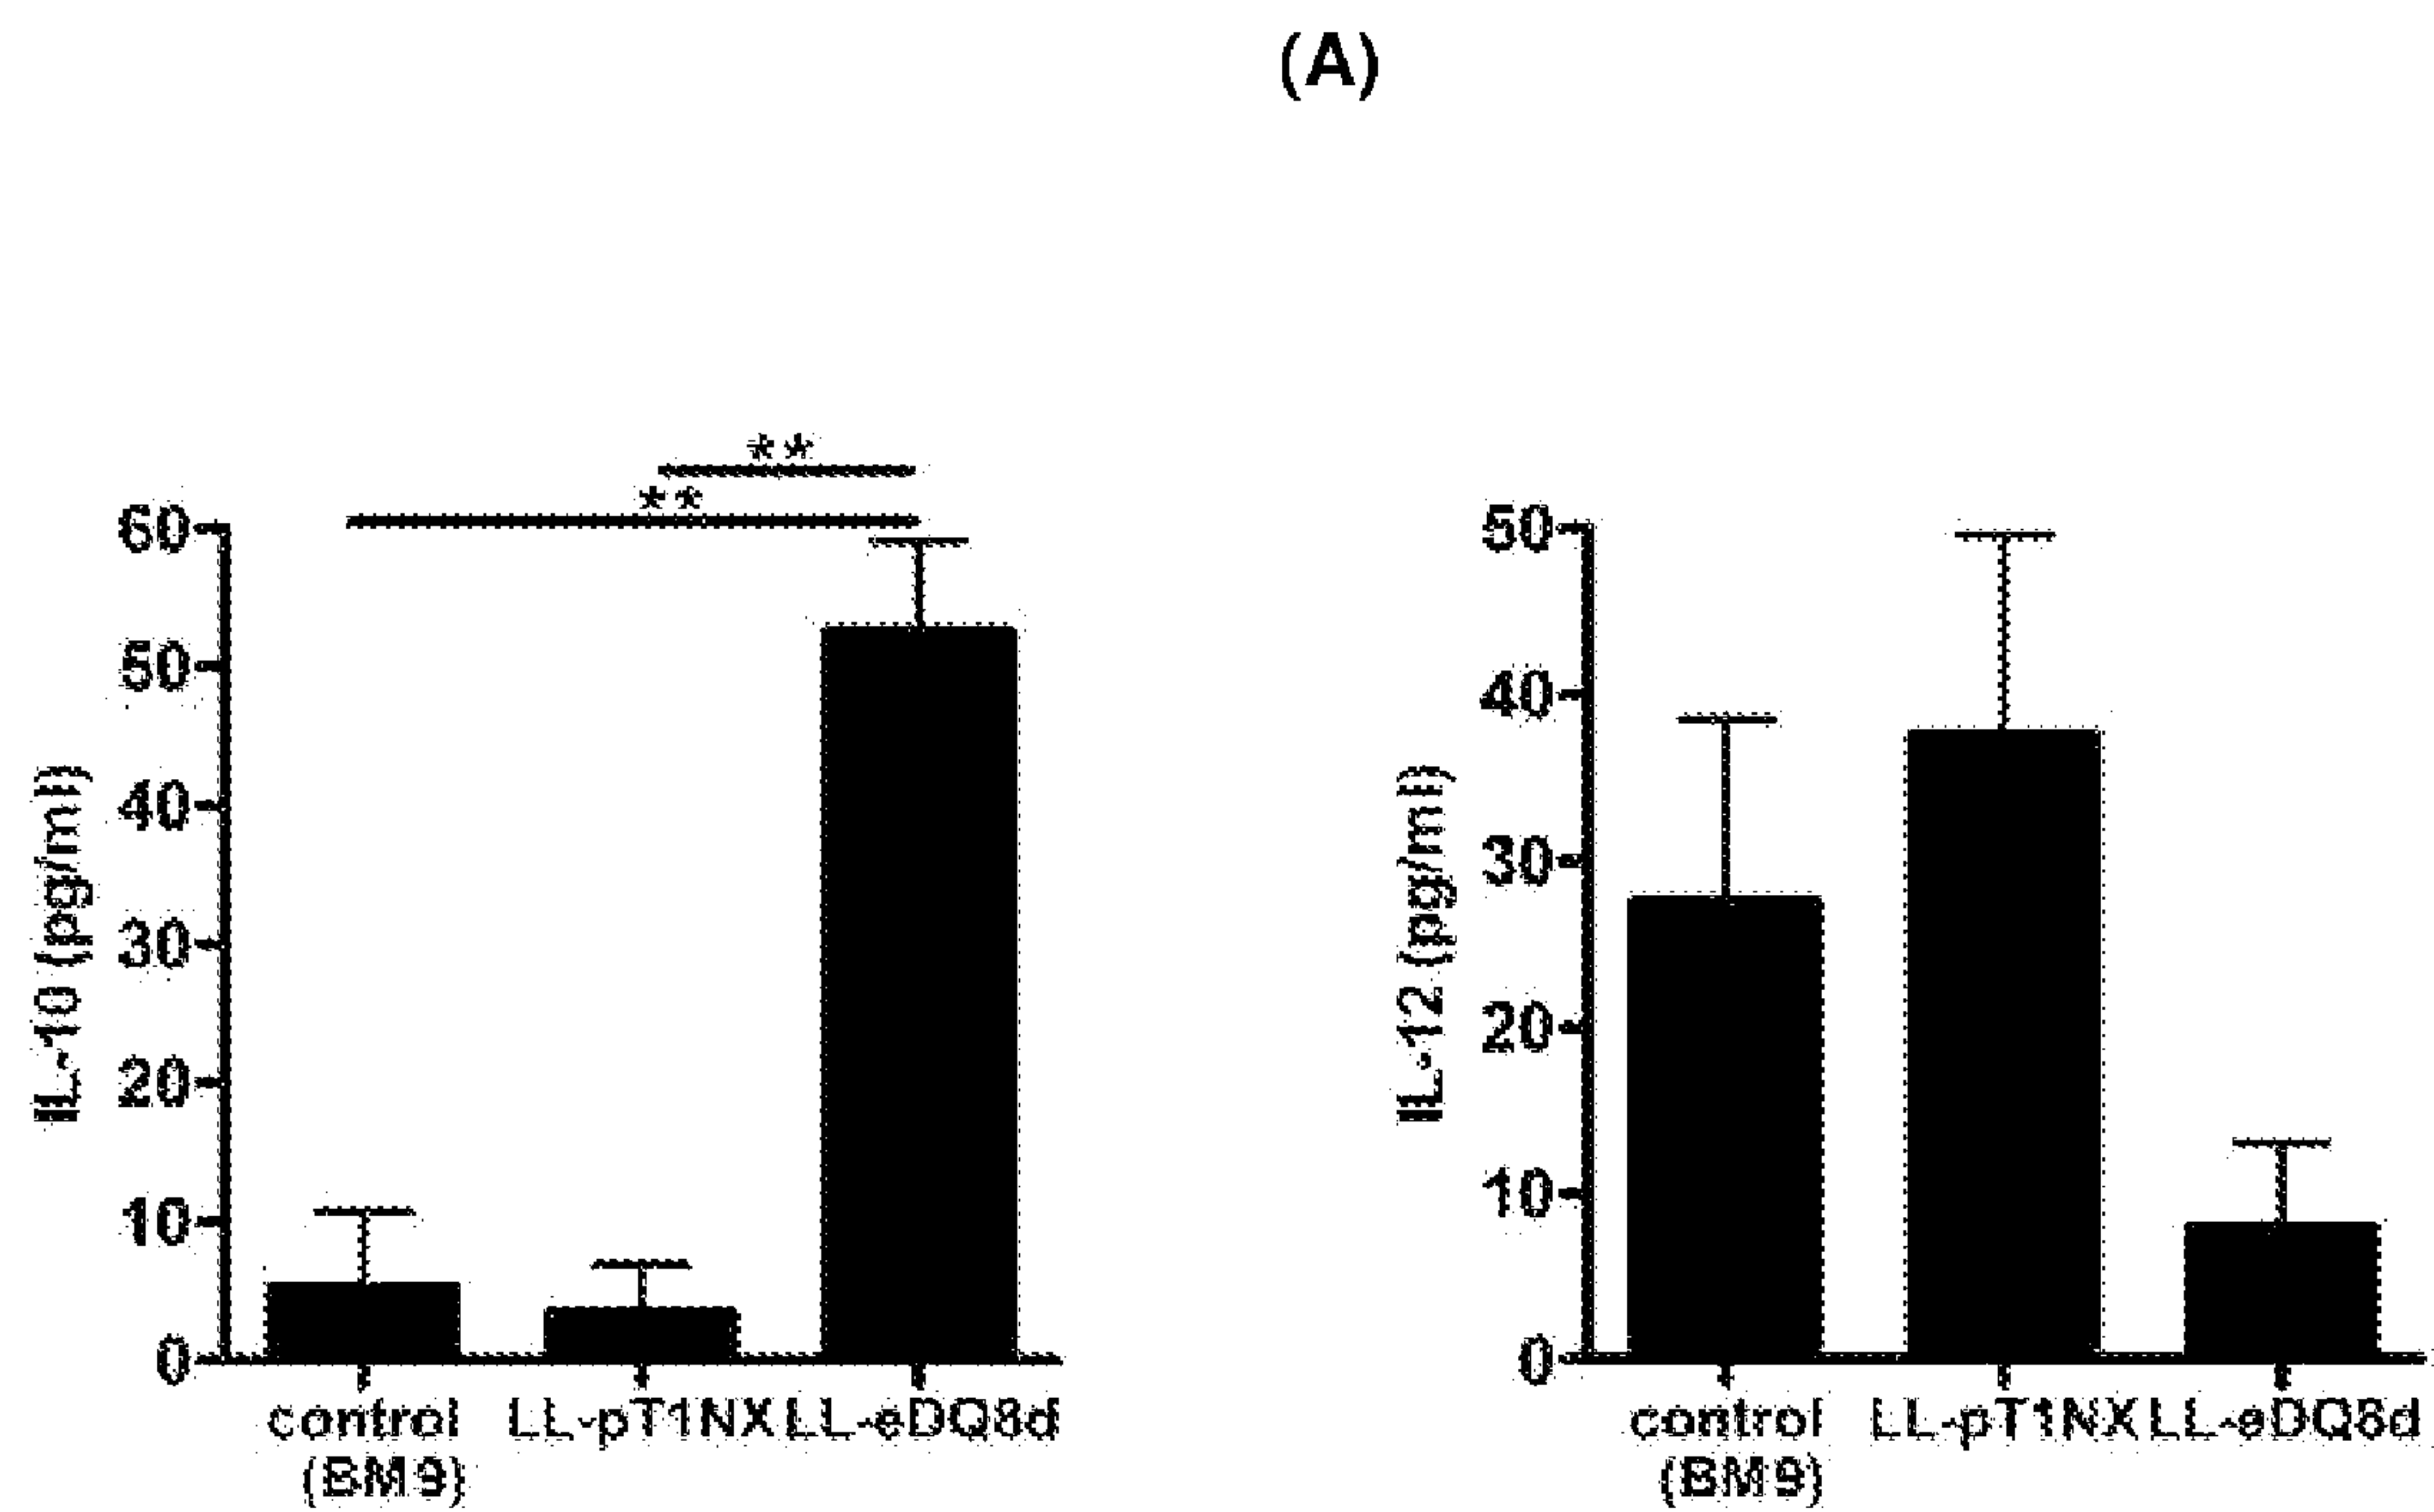 (A)
**
**
60
50
40
30
20
10
0
IL-10 (pg/ml)
control
(BM9)
LL-pT1NX
LL-eDQ8d
50
40
30
20
10
0
IL-12 (pg/ml)
control
(BM9)
LL-pT1NX
LL-eDQ8d